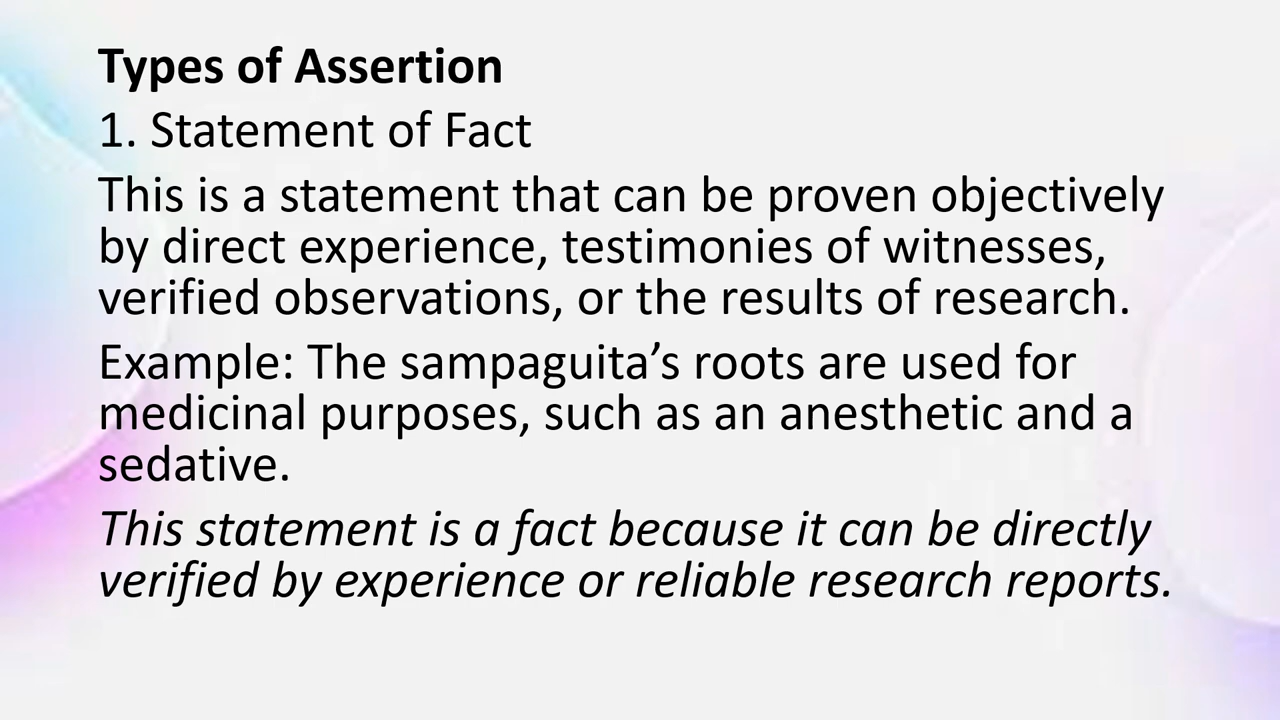 Types of Assertion
1. Statement of Fact
This is a statement that can be proven objectively
by direct experience, testimonies of witnesses,
verified observations, or the results of research.
Example: The sampaguita’s roots are used for
medicinal purposes, such as an anesthetic and a
sedative.
This statement is a fact because it can be directly
verified by experience or reliable research reports.